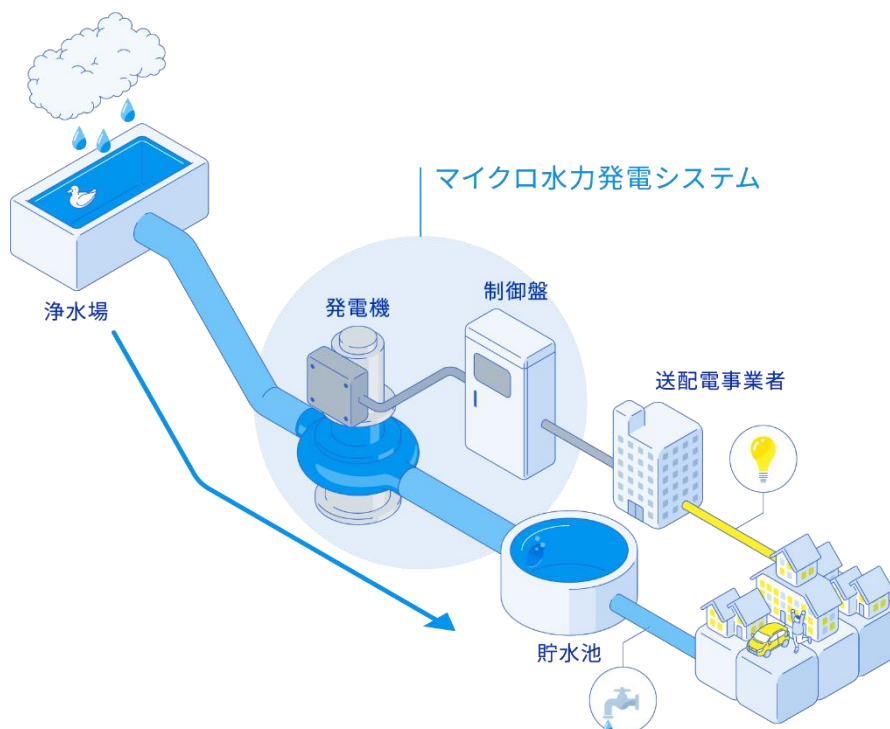 マイクロ水力発電システム
浄水場
発電機
制御盤
送配電事業者
貯水池